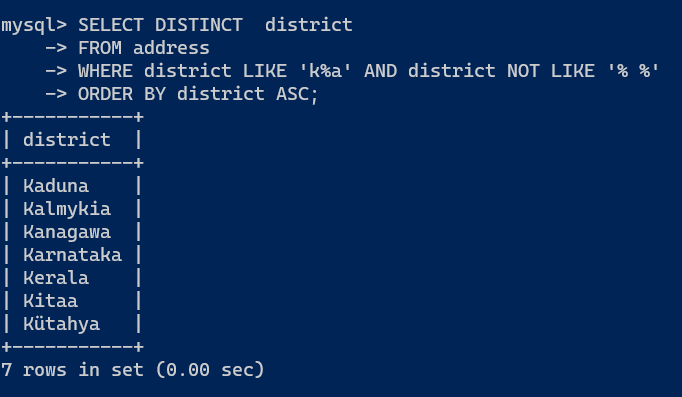 mysql> SELECT DISTINCT  district
    -> FROM address
    -> WHERE district LIKE 'k%a' AND district NOT LIKE '% %'
    -> ORDER BY district ASC;
+-----------+
| district  |
+-----------+
| Kaduna    |
| Kalmykia  |
| Kanagawa  |
| Karnataka |
| Kerala    |
| Kitaa     |
| Kütahya   |
+-----------+
7 rows in set (0.00 sec)